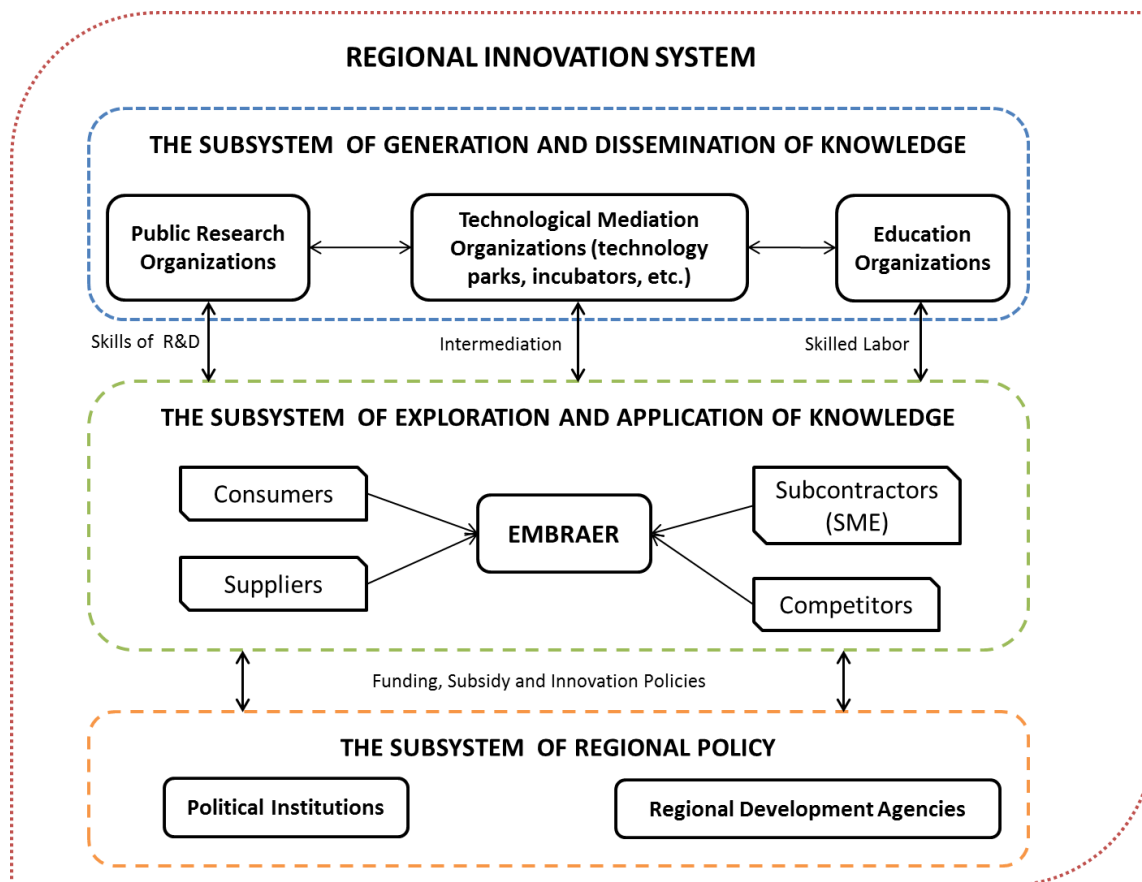 REGIONAL INNOVATION SYSTEM
THE SUBSYSTEM OF GENERATION AND DISSEMINATION OF KNOWLEDGE
Public Research
Organizations
Technological Mediation
Organizations (technology
parks, incubators, etc.)
Education
Organizations
Skills of R&D
Intermediation
Skilled Labor
THE SUBSYSTEM OF EXPLORATION AND APPLICATION OF KNOWLEDGE
Consumers
Suppliers
EMBRAER
Subcontractors
(SME)
Competitors
Funding, Subsidy and Innovation Policies
THE SUBSYSTEM OF REGIONAL POLICY
Political Institutions
Regional Development Agencies